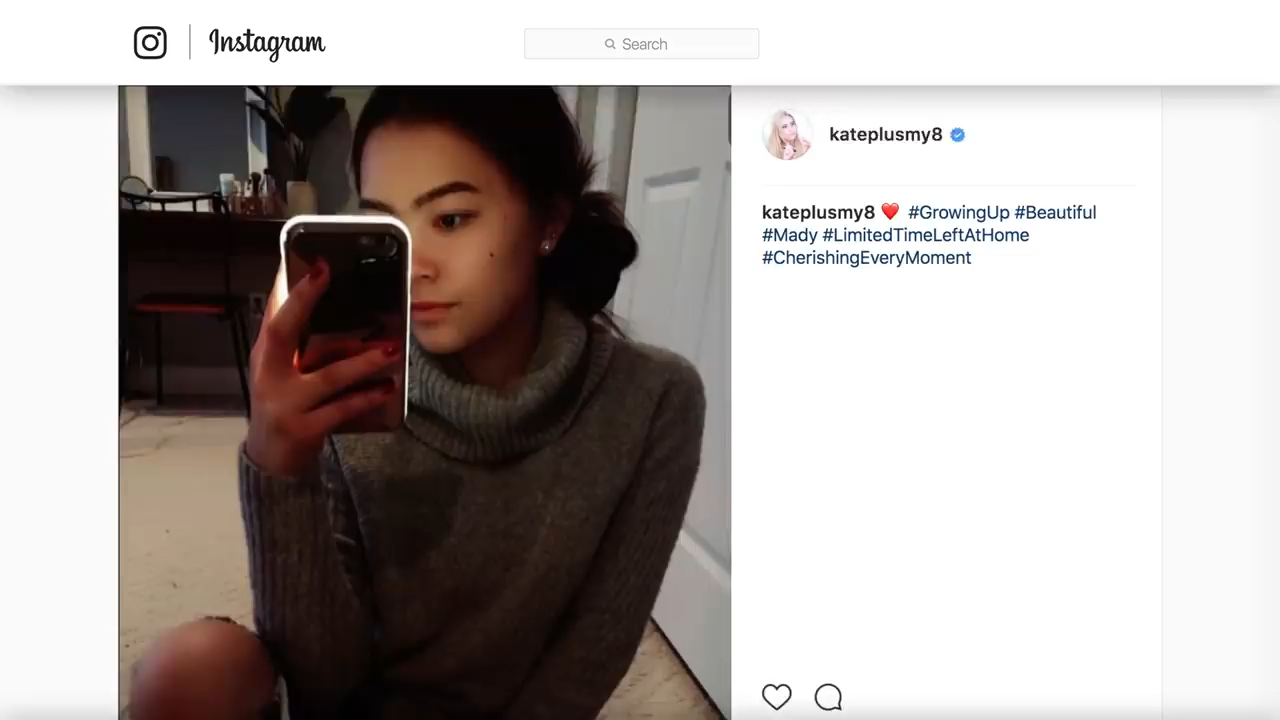 Instagram
Search
kateplusmy8
kateplusmy8 ❤️ #GrowingUp #Beautiful
#Mady #LimitedTimeLeftAtHome
#CherishingEveryMoment